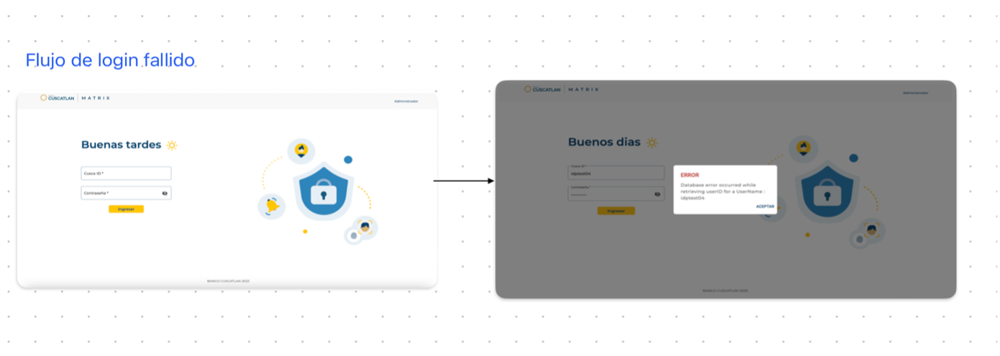 Flujo de login fallido
CUSCATLAN | MATRIX
Administrador
Buenas tardes
Cusca ID *
Contraseña *
Ingresar
BANCO CUSCATLAN 2023
CUSCATLAN | MATRIX
Administrador
Buenos dias
Cusca ID *
idptest04
Contraseña *
Ingresar
ERROR
Database error occurred while
retrieving userID for a UserName :
idptest04
ACEPTAR
BANCO CUSCATLAN 2023